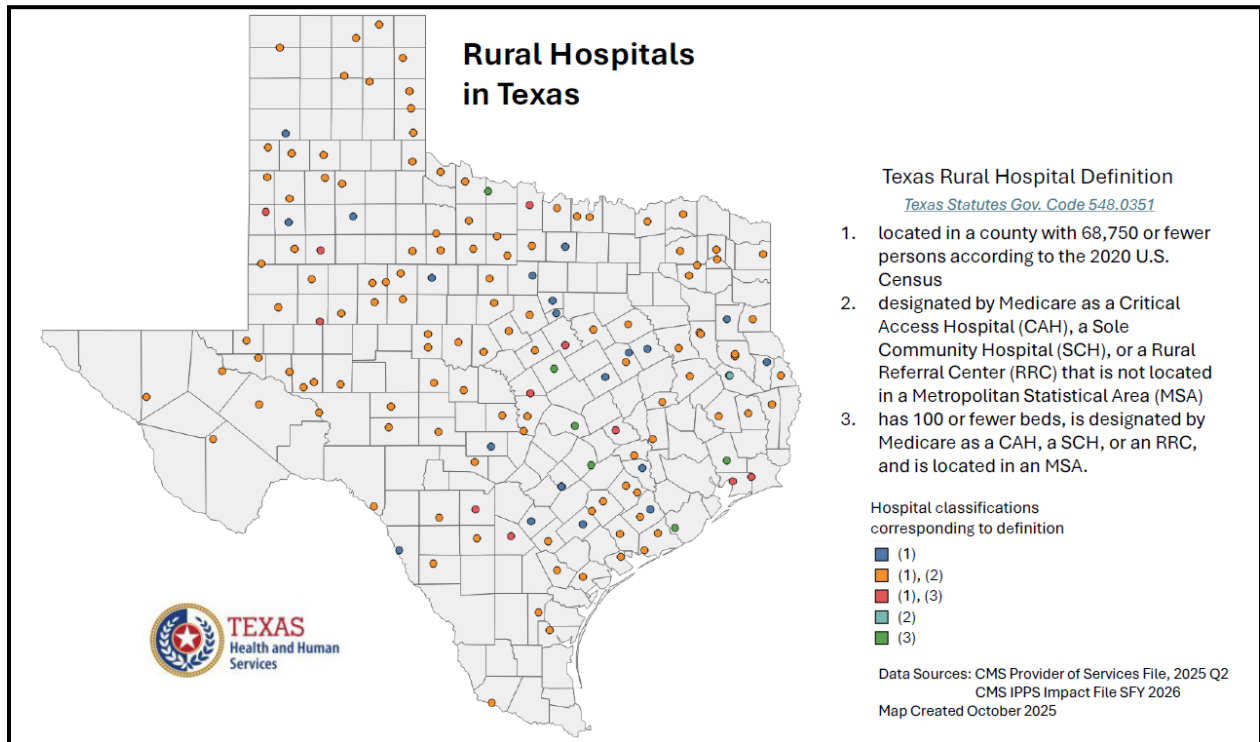 Rural Hospitals
in Texas
Texas Rural Hospital Definition
Texas Statutes Gov. Code 548.0351
1. located in a county with 68,750 or fewer
persons according to the 2020 U.S.
Census
2. designated by Medicare as a Critical
Access Hospital (CAH), a Sole
Community Hospital (SCH), or a Rural
Referral Center (RRC) that is not located
in a Metropolitan Statistical Area (MSA)
3. has 100 or fewer beds, is designated by
Medicare as a CAH, a SCH, or an RRC,
and is located in an MSA.
Hospital classifications
corresponding to definition
(1)
(1), (2)
(1), (3)
(2)
(3)
TEXAS
Health and Human
Services
Data Sources: CMS Provider of Services File, 2025 Q2
CMS IPPS Impact File SFY 2026
Map Created October 2025